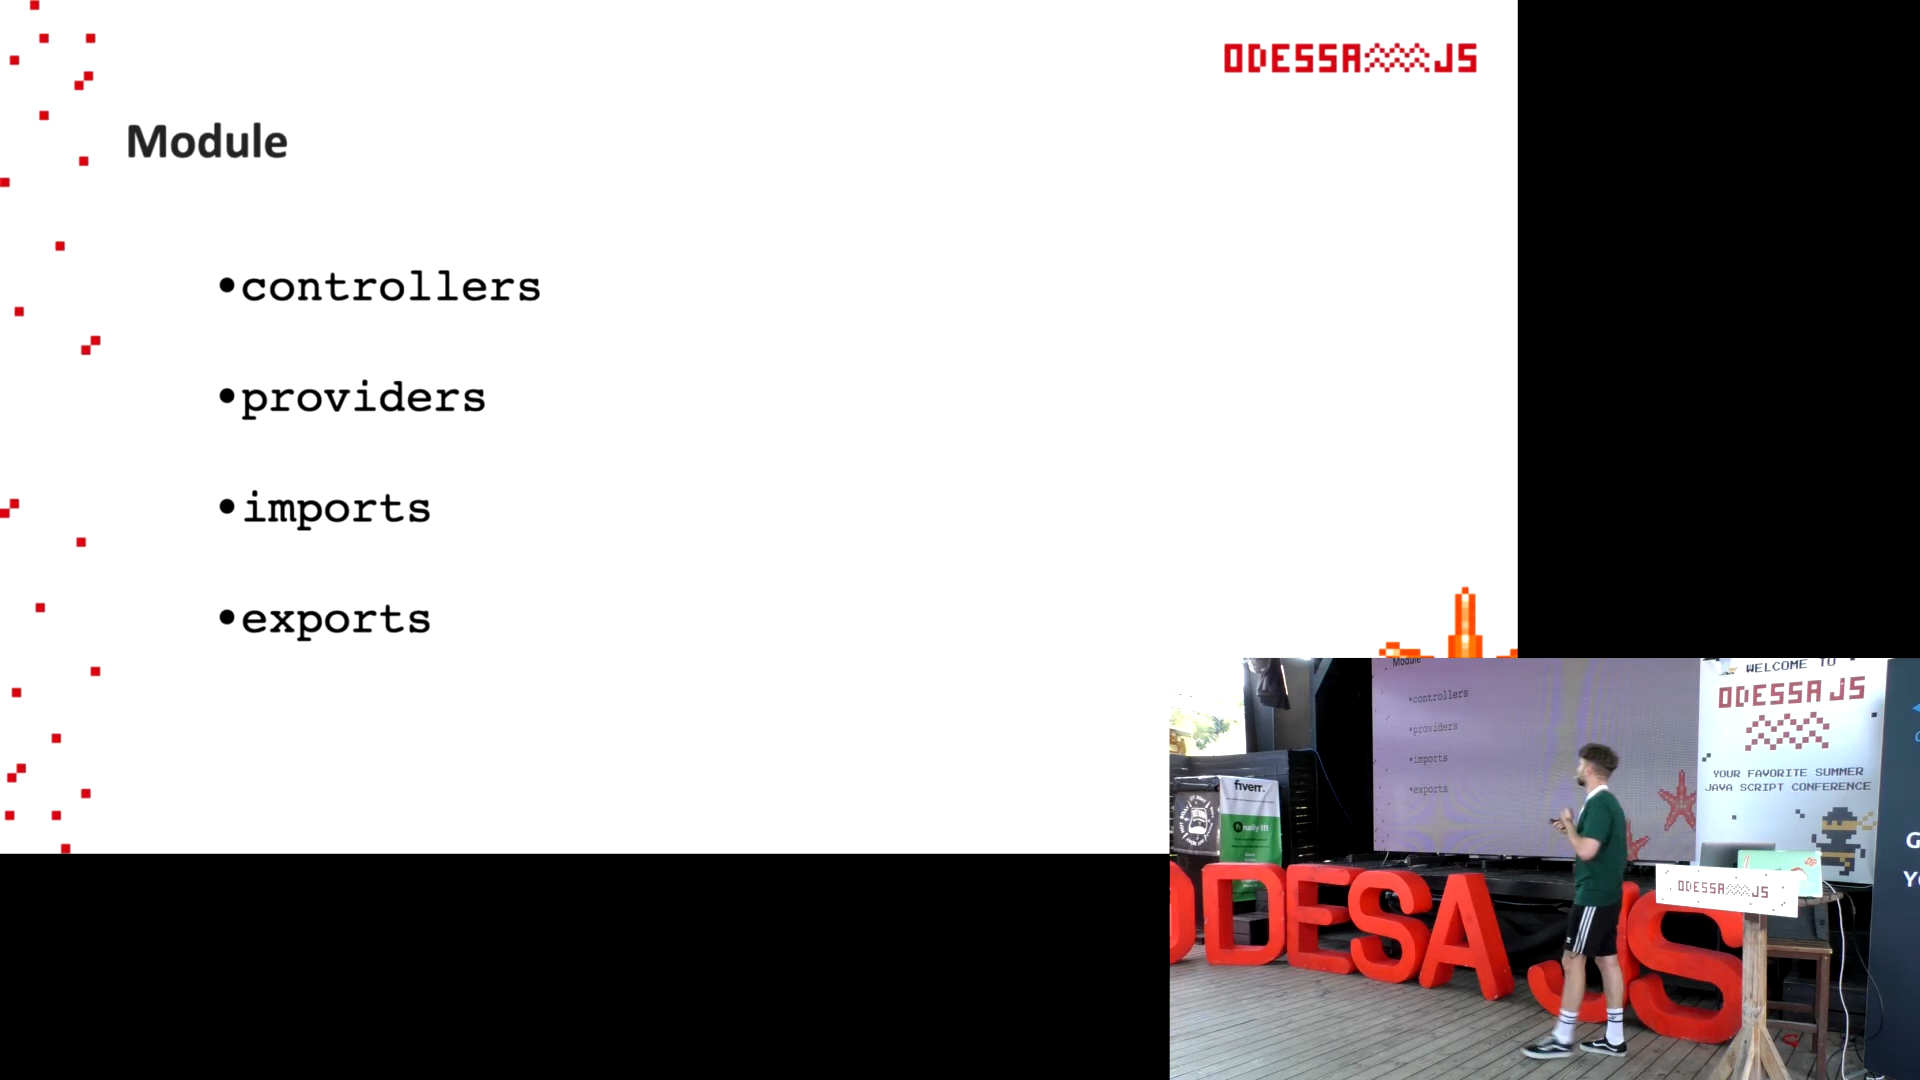 ODESSA JS
Module
•controllers
•providers
•imports
•exports
Module
•controllers
•providers
•imports
•exports
WELCOME TO
ODESSA JS
YOUR FAVORITE SUMMER
JAVA SCRIPT CONFERENCE
fiverr.
ODESSA JS
ODESA JS
G